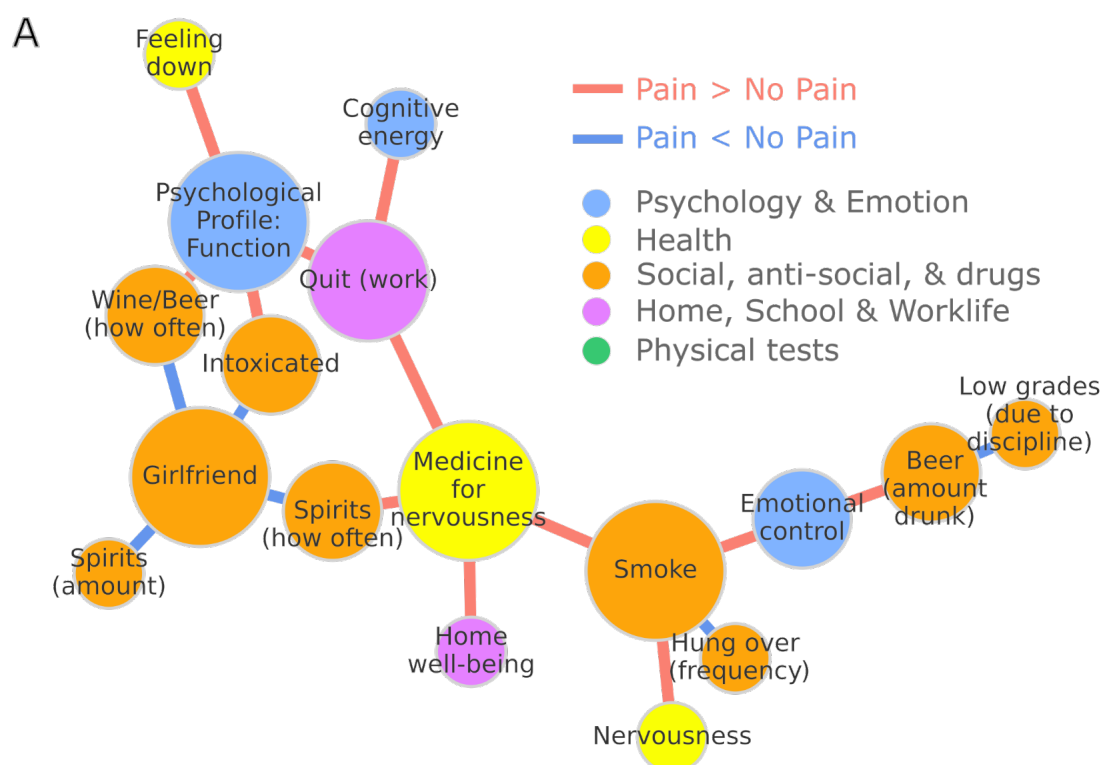 A
Feeling
down
Cognitive
energy
Psychological
Profile:
Function
Quit (work)
Wine/Beer
(how often)
Intoxicated
Girlfriend
Spirits
(how often)
Spirits
(amount)
Medicine
for
nervousness
Home
well-being
Smoke
Nervousness
Hung over
(frequency)
Emotional
control
Beer
(amount
drunk)
Low grades
(due to
discipline)
Pain > No Pain
Pain < No Pain
Psychology & Emotion
Health
Social, anti-social, & drugs
Home, School & Worklife
Physical tests